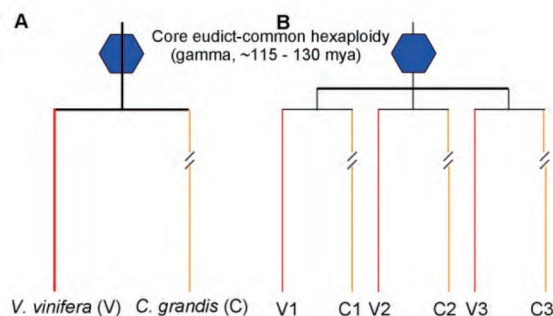 A
B
Core eudict-common hexaploidy
(gamma, ~115 - 130 mya)
V. vinifera (V)
C. grandis (C)
V1
C1
V2
C2
V3
C3